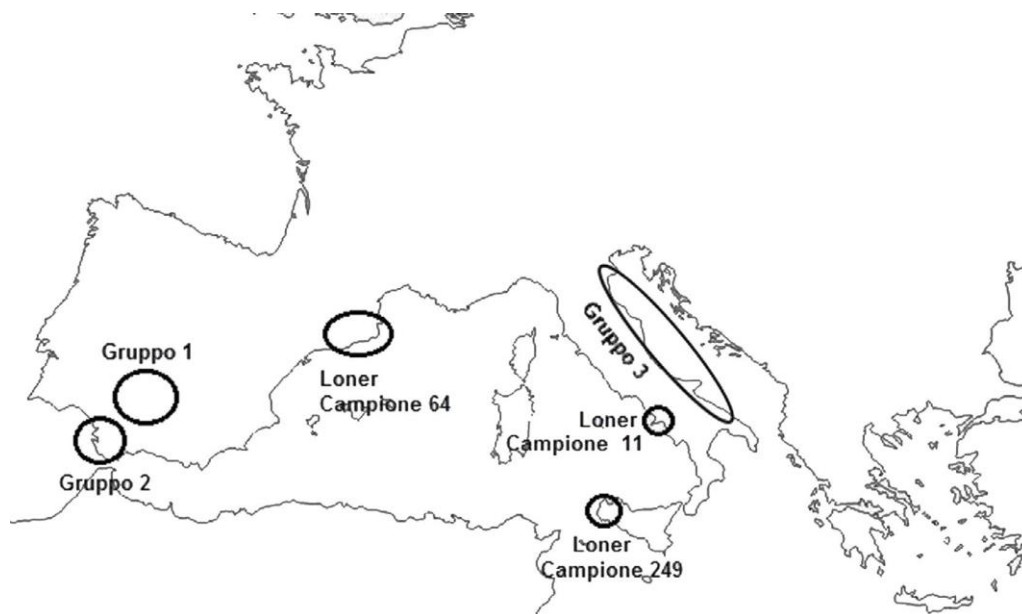 Gruppo 1
Gruppo 2
Loner
Campione 64
Gruppo 3
Loner
Campione 11
Loner
Campione 249